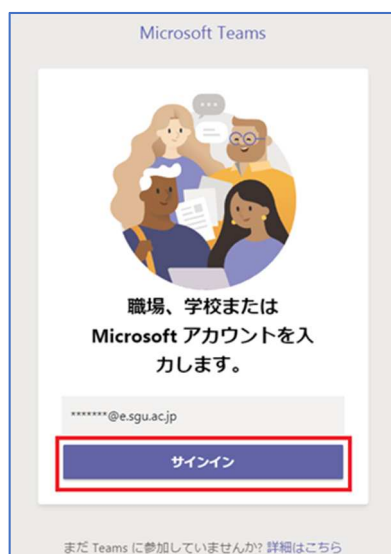 Microsoft Teams
職場、学校または
Microsoft アカウントを入
力します。
*******@e.sgu.ac.jp
サインイン
まだ Teams に参加していませんか? 詳細はこちら